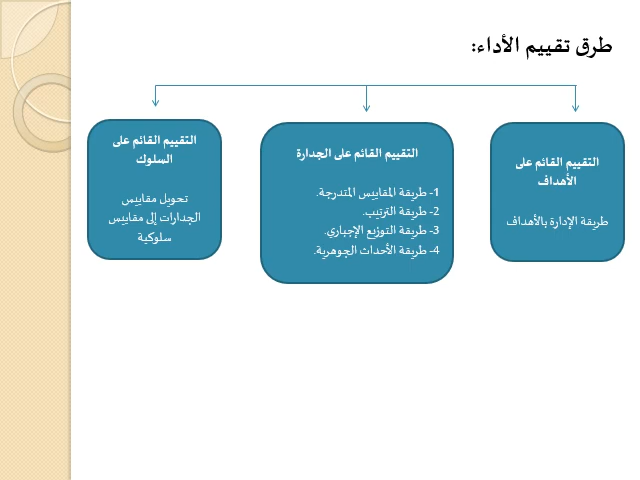 طرق تقييم الأداء:
التقييم القائم على
الأهداف
طريقة الإدارة بالأهداف
التقييم القائم على الجدارة
1- طريقة المقاييس المتدرجة.
2- طريقة الترتيب.
3- طريقة التوزيع الإجباري.
4- طريقة الأحداث الجوهرية.
التقييم القائم على
السلوك
تحويل مقاييس
الجدارات إلى مقاييس
سلوكية